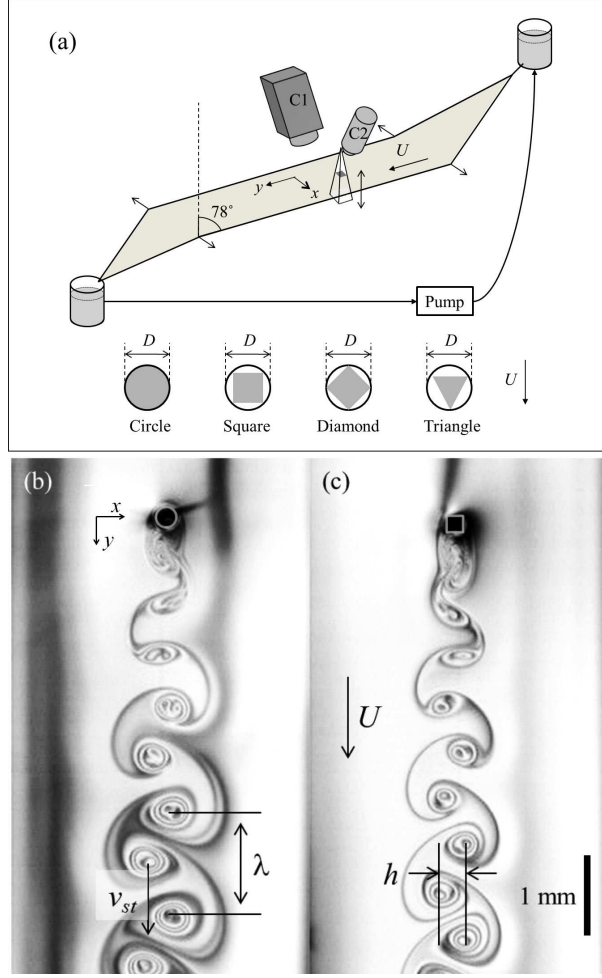 (a)
C1
C2
U
y
x
78°
Pump
D D D D
U
Circle Square Diamond Triangle
(b) (c)
x
y
U
λ
h
v_st
1 mm